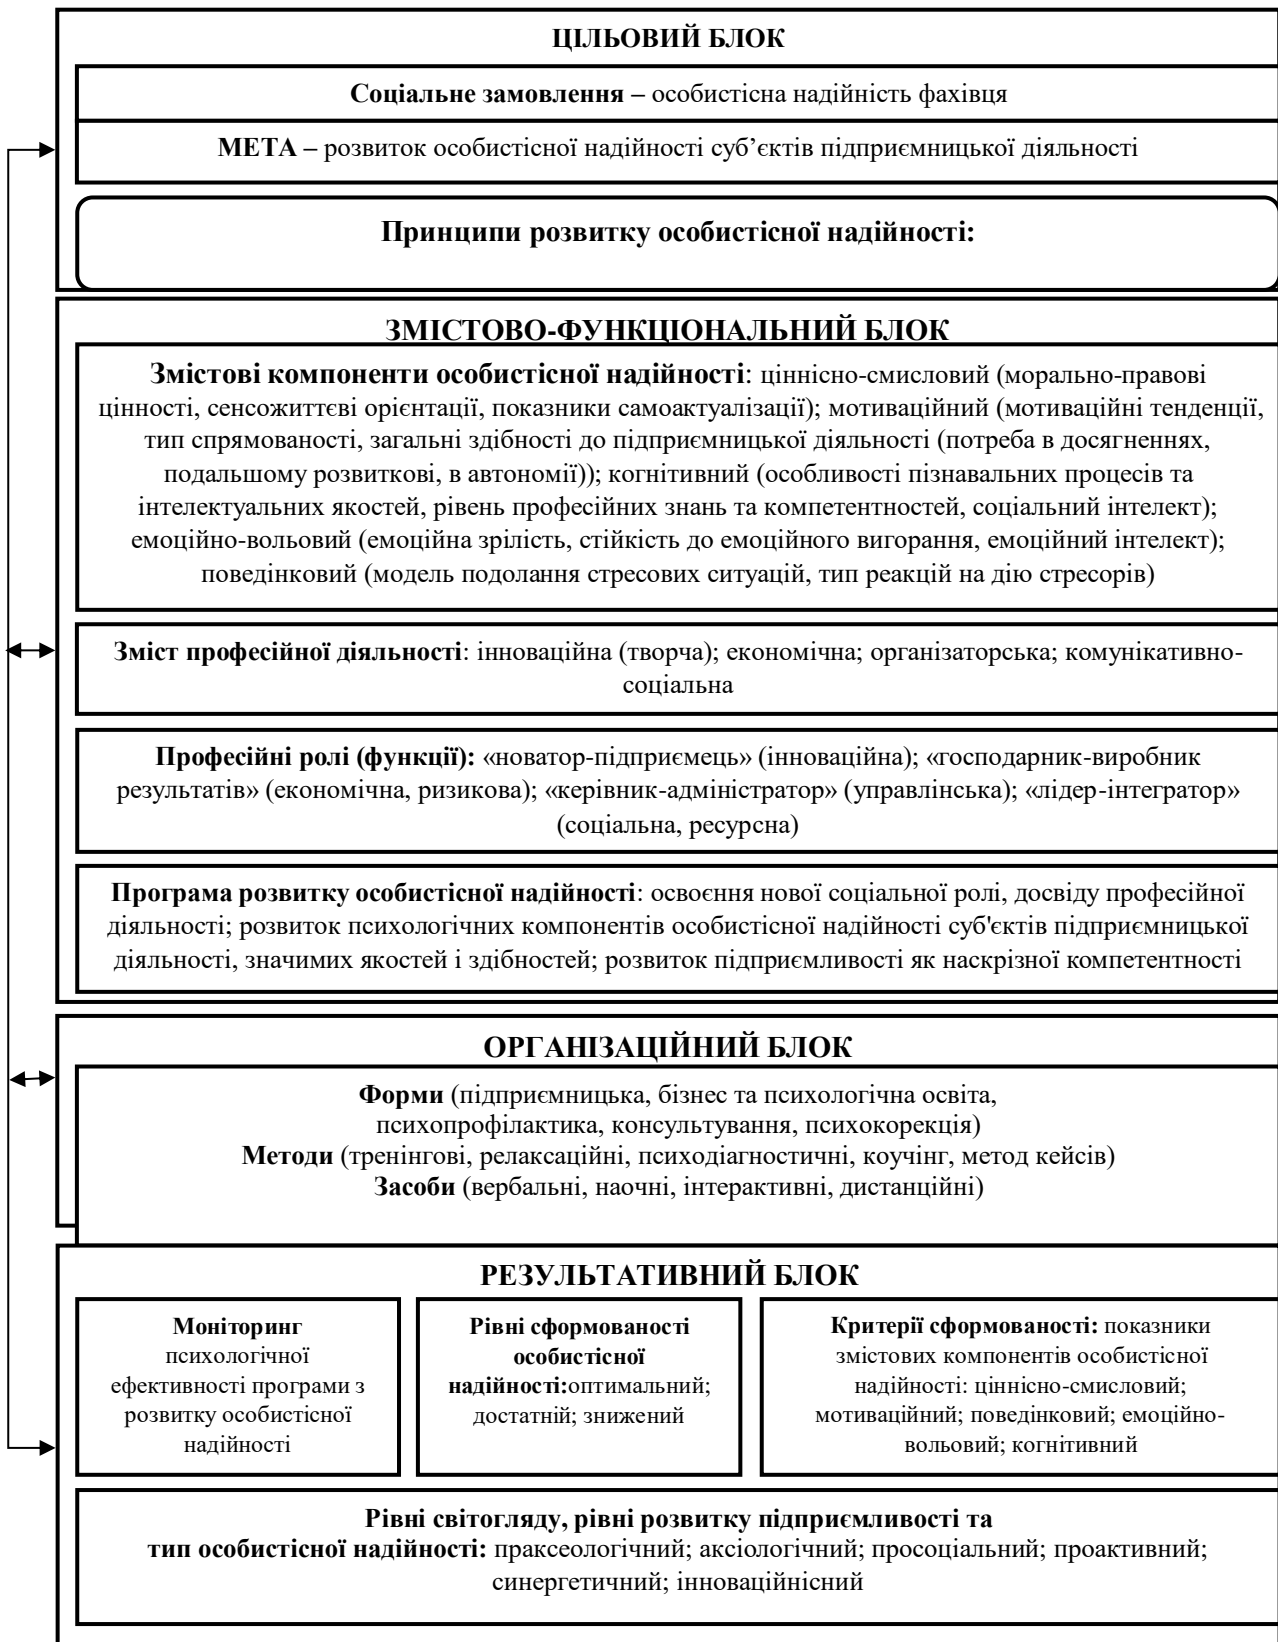 ЦІЛЬОВИЙ БЛОК
Соціальне замовлення – особистісна надійність фахівця
МЕТА – розвиток особистісної надійності суб’єктів підприємницької діяльності
Принципи розвитку особистісної надійності:
ЗМІСТОВО-ФУНКЦІОНАЛЬНИЙ БЛОК
Змістові компоненти особистісної надійності: ціннісно-смисловий (морально-правові
цінності, сенсожиттєві орієнтації, показники самоактуалізації); мотиваційний (мотиваційні тенденції,
тип спрямованості, загальні здібності до підприємницької діяльності (потреба в досягненнях,
подальшому розвиткові, в автономії)); когнітивний (особливості пізнавальних процесів та
інтелектуальних якостей, рівень професійних знань та компетентностей, соціальний інтелект);
емоційно-вольовий (емоційна зрілість, стійкість до емоційного вигорання, емоційний інтелект);
поведінковий (модель подолання стресових ситуацій, тип реакцій на дію стресорів)
Зміст професійної діяльності: інноваційна (творча); економічна; організаторська; комунікативно-
соціальна
Професійні ролі (функції): «новатор-підприємець» (інноваційна); «господарник-виробник
результатів» (економічна, ризикова); «керівник-адміністратор» (управлінська); «лідер-інтегратор»
(соціальна, ресурсна)
Програма розвитку особистісної надійності: освоєння нової соціальної ролі, досвіду професійної
діяльності; розвиток психологічних компонентів особистісної надійності суб'єктів підприємницької
діяльності, значимих якостей і здібностей; розвиток підприємливості як наскрізної компетентності
ОРГАНІЗАЦІЙНИЙ БЛОК
Форми (підприємницька, бізнес та психологічна освіта,
психопрофілактика, консультування, психокорекція)
Методи (тренінгові, релаксаційні, психодіагностичні, коучінг, метод кейсів)
Засоби (вербальні, наочні, інтерактивні, дистанційні)
РЕЗУЛЬТАТИВНИЙ БЛОК
Моніторинг
психологічної
ефективності програми з
розвитку особистісної
надійності
Рівні сформованості
особистісної
надійності:оптимальний;
достатній; знижений
Критерії сформованості: показники
змістових компонентів особистісної
надійності: ціннісно-смисловий;
мотиваційний; поведінковий; емоційно-
вольовий; когнітивний
Рівні світогляду, рівні розвитку підприємливості та
тип особистісної надійності: праксеологічний; аксіологічний; просоціальний; проактивний;
синергетичний; інноваційнісний